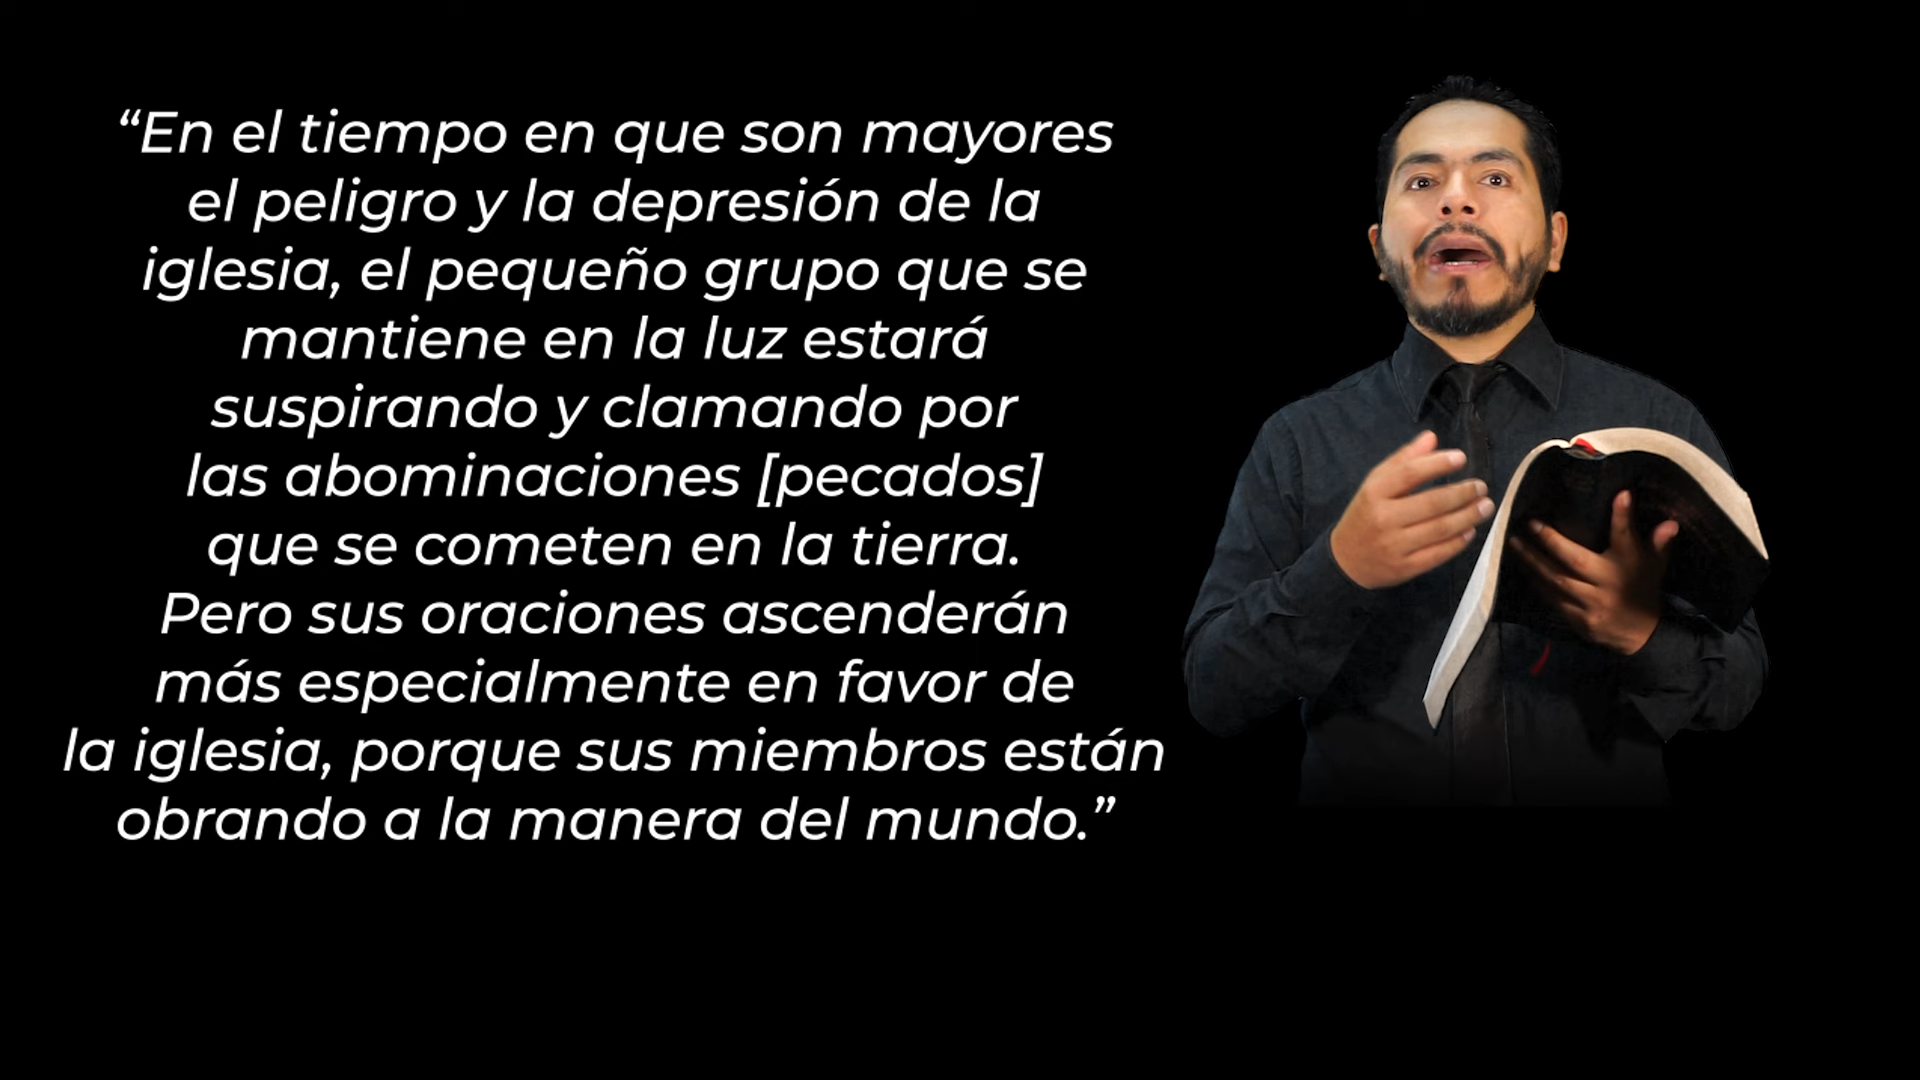 “En el tiempo en que son mayores
el peligro y la depresión de la
iglesia, el pequeño grupo que se
mantiene en la luz estará
suspirando y clamando por
las abominaciones [pecados]
que se cometen en la tierra.
Pero sus oraciones ascenderán
más especialmente en favor de
la iglesia, porque sus miembros están
obrando a la manera del mundo.”